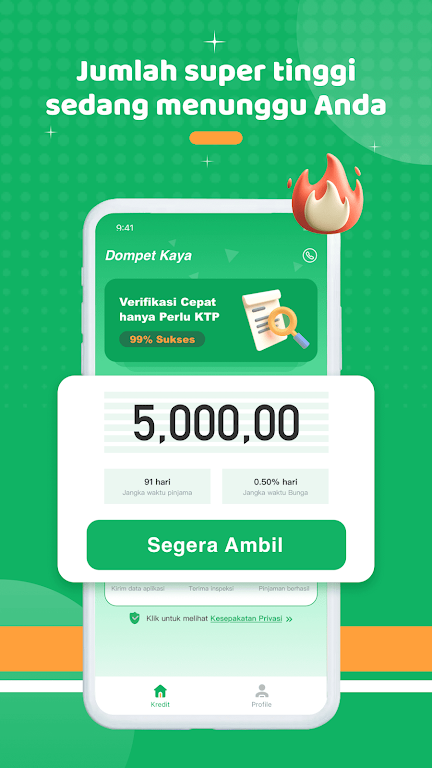 Jumlah super tinggi
sedang menunggu Anda
9:41
Dompet Kaya
Verifikasi Cepat
hanya Perlu KTP
99% Sukses
5,000,00
91 hari
Jangka waktu pinjama
0.50% hari
Jangka waktu Bunga
Segera Ambil
Kirim data aplikasi
Terima inspeksi
Pinjaman berhasil
Klik untuk melihat Kesepakatan Privasi »
Kredit
Profile